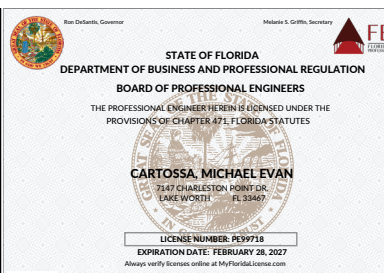 Ron DeSantis, Governor
Melanie S. Griffin, Secretary
STATE OF FLORIDA
DEPARTMENT OF BUSINESS AND PROFESSIONAL REGULATION
BOARD OF PROFESSIONAL ENGINEERS
THE PROFESSIONAL ENGINEER HEREIN IS LICENSED UNDER THE
PROVISIONS OF CHAPTER 471, FLORIDA STATUTES
CARTOSSA, MICHAEL EVAN
7147 CHARLESTON POINT DR.
LAKE WORTH FL 33467
LICENSE NUMBER: PE99718
EXPIRATION DATE: FEBRUARY 28, 2027
Always verify licenses online at MyFloridaLicense.com